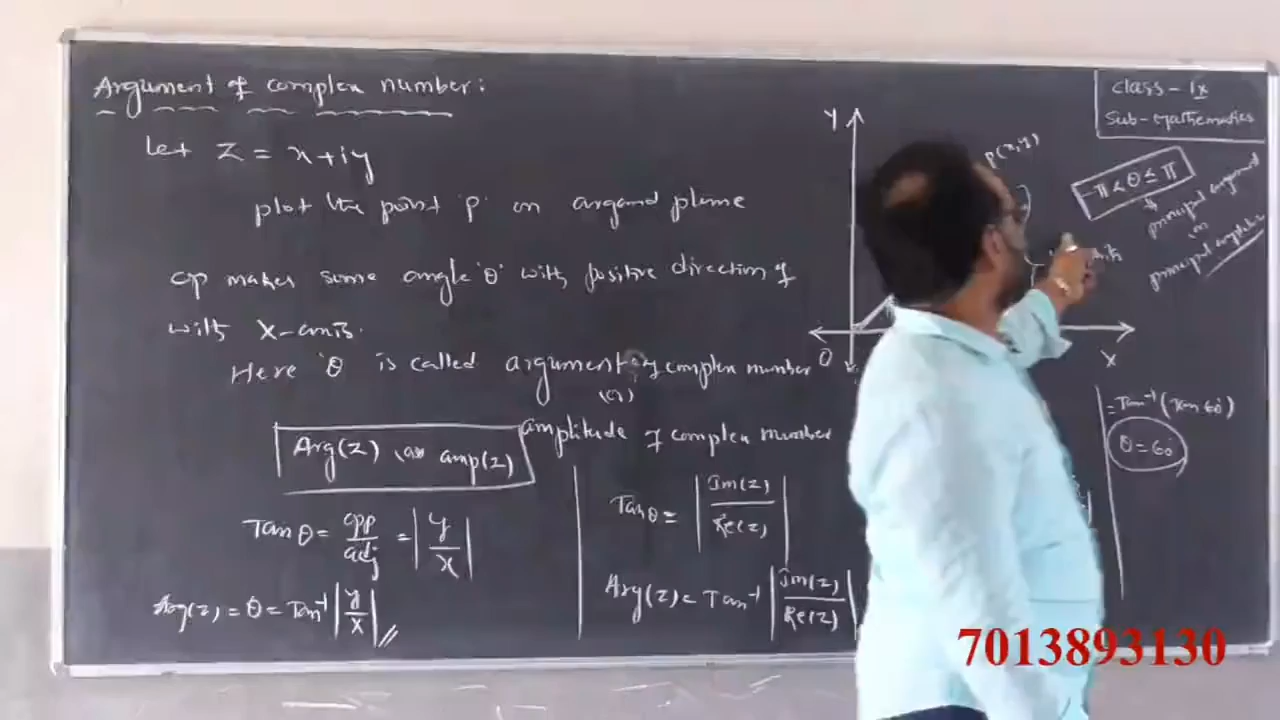 Argument of complex number:
Let Z = x+iy
plot the point 'p' on argand plane
op makes some angle 'θ' with positive direction of
with X-axis.
Here 'θ' is called argument of complex number
(or)
amplitude of complex number
Arg(z) (or) amp(z)
Tanθ = opp/adj = |y/x|
Arg(z) = θ = Tan⁻¹ |y/x|
Tanθ = |Im(z)/Re(z)|
Arg(z) = Tan⁻¹ |Im(z)/Re(z)|
Y
O
X
class - IX
Sub-Mathematics
-π < θ ≤ π
principal argument
(or)
principal amplitude
= Tan⁻¹ (Tan 60°)
θ = 60°
7013893130